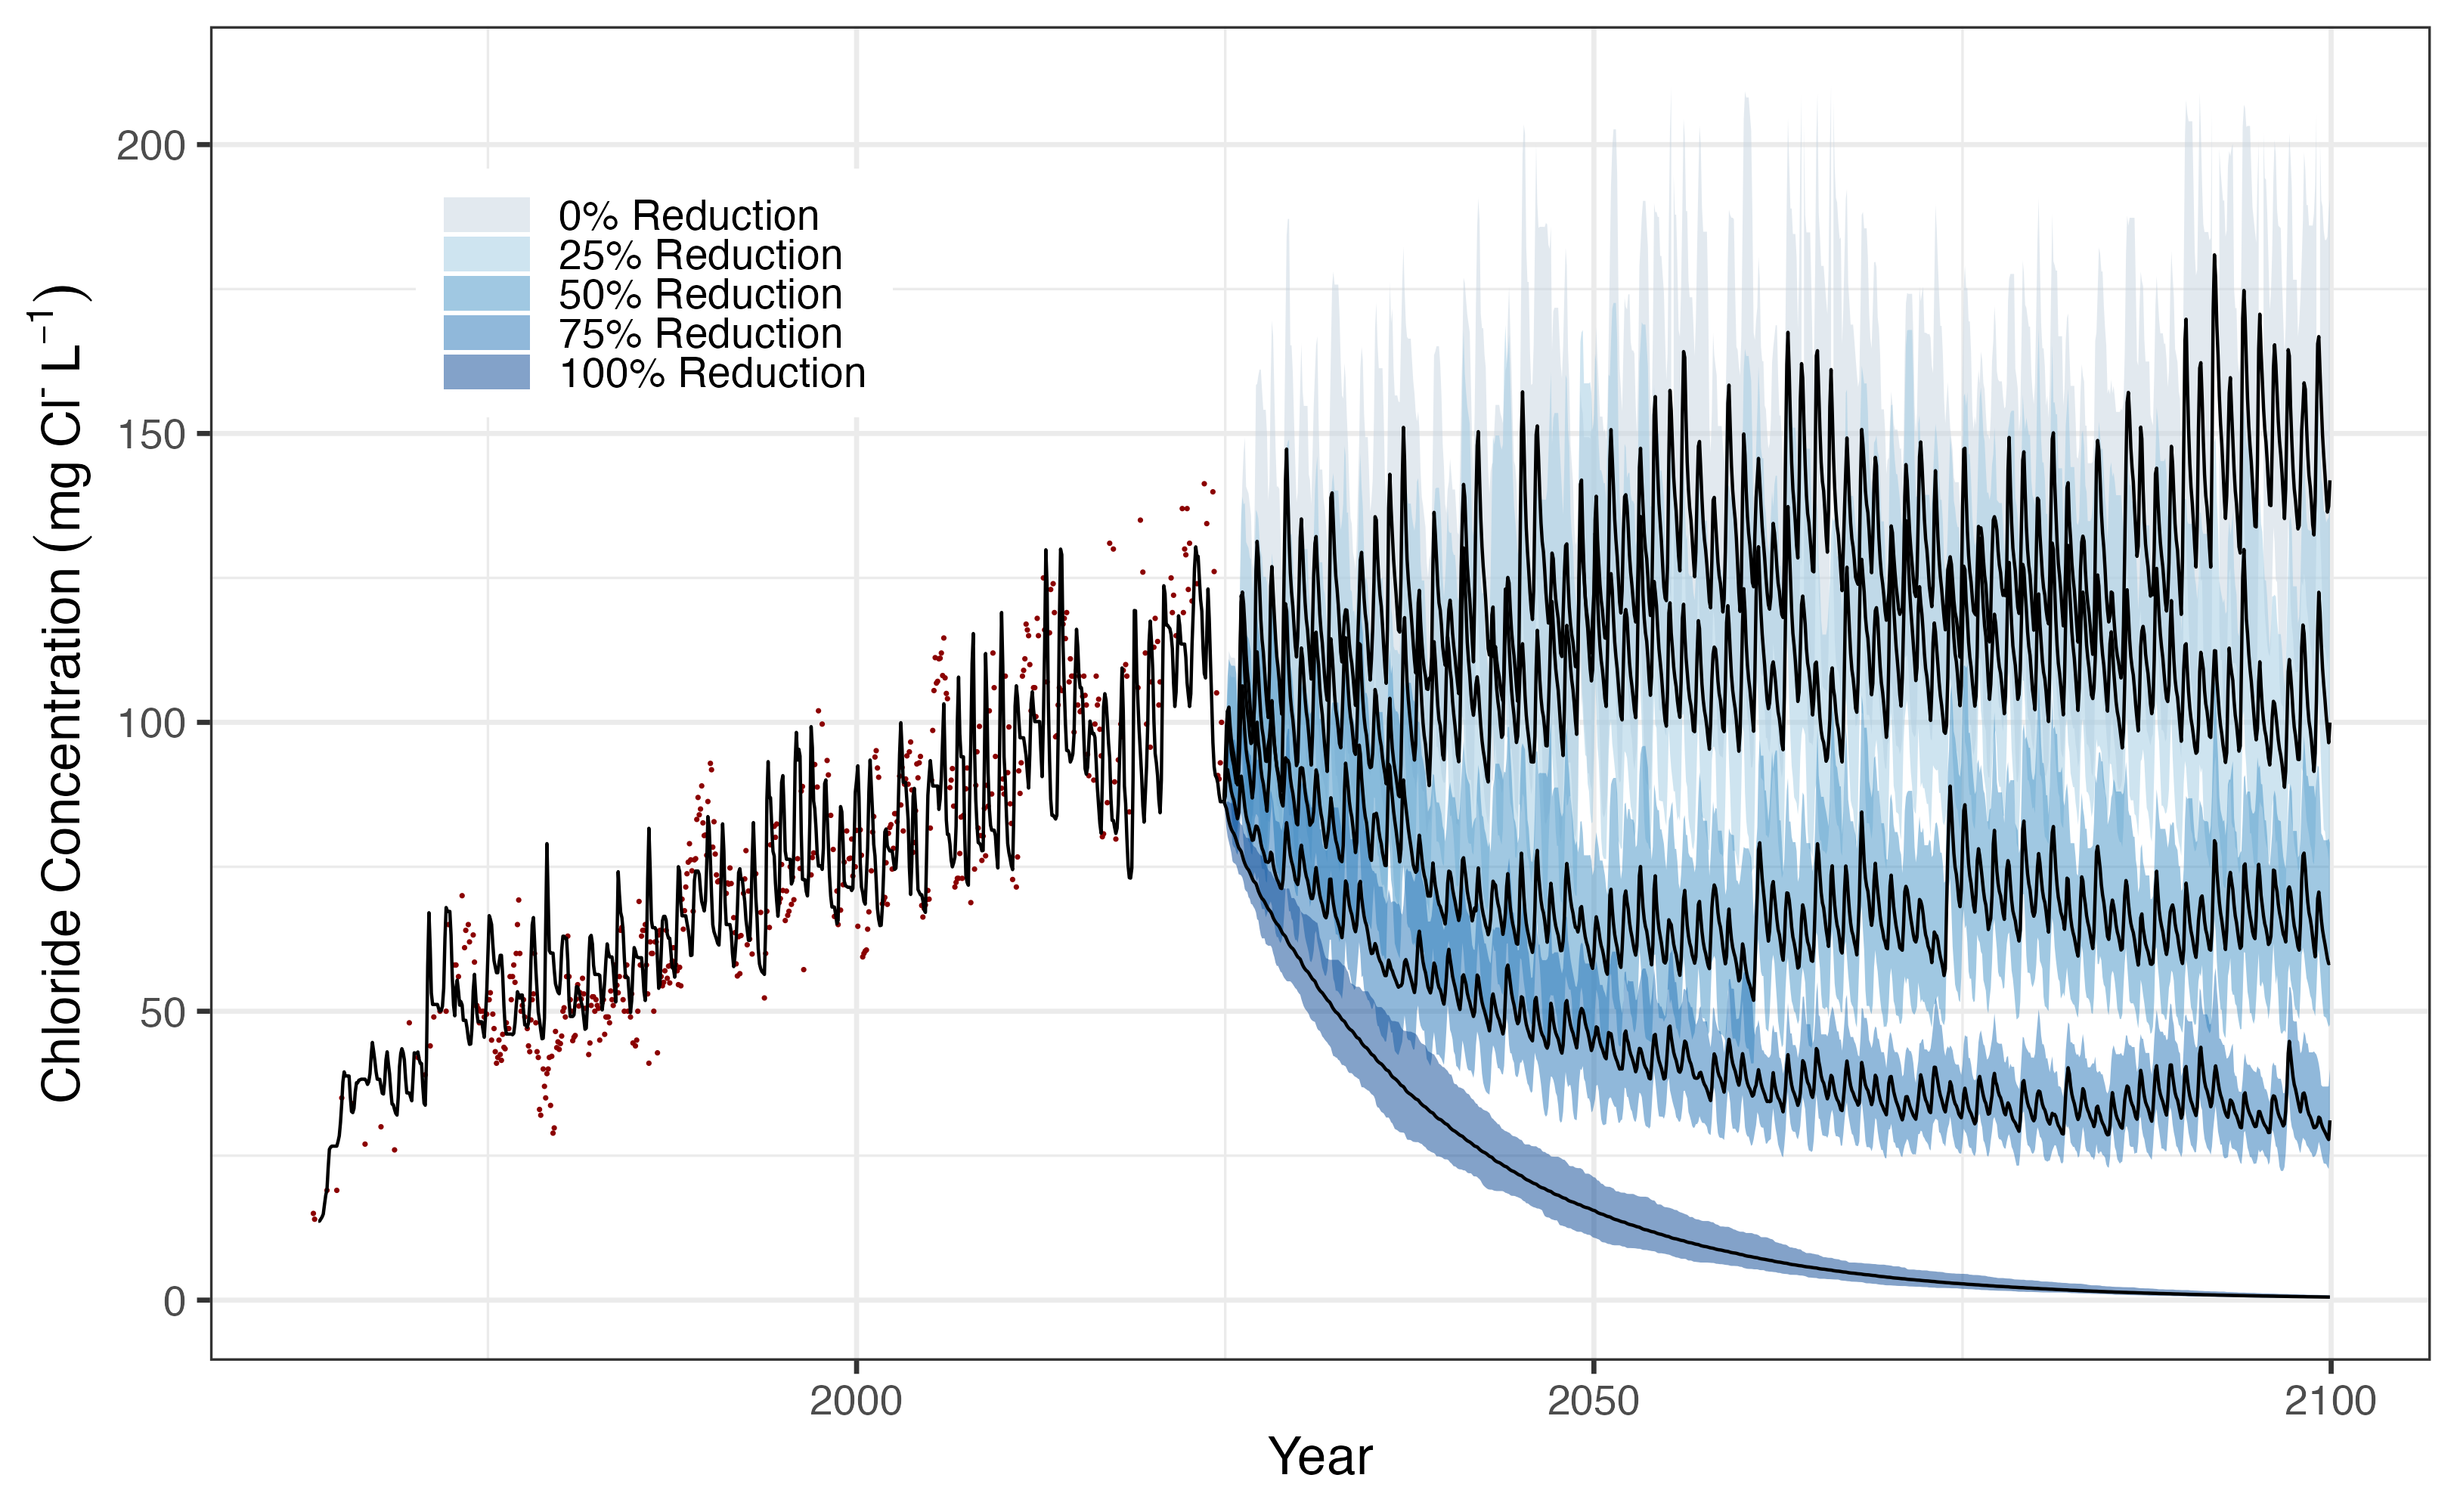 Chloride Concentration (mg Cl⁻ L⁻¹)
200
150
100
50
0
0% Reduction
25% Reduction
50% Reduction
75% Reduction
100% Reduction
2000
2050
2100
Year